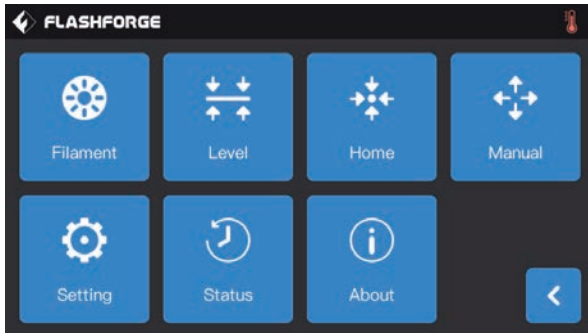 FLASHFORGE
Filament
Level
Home
Manual
Setting
Status
About